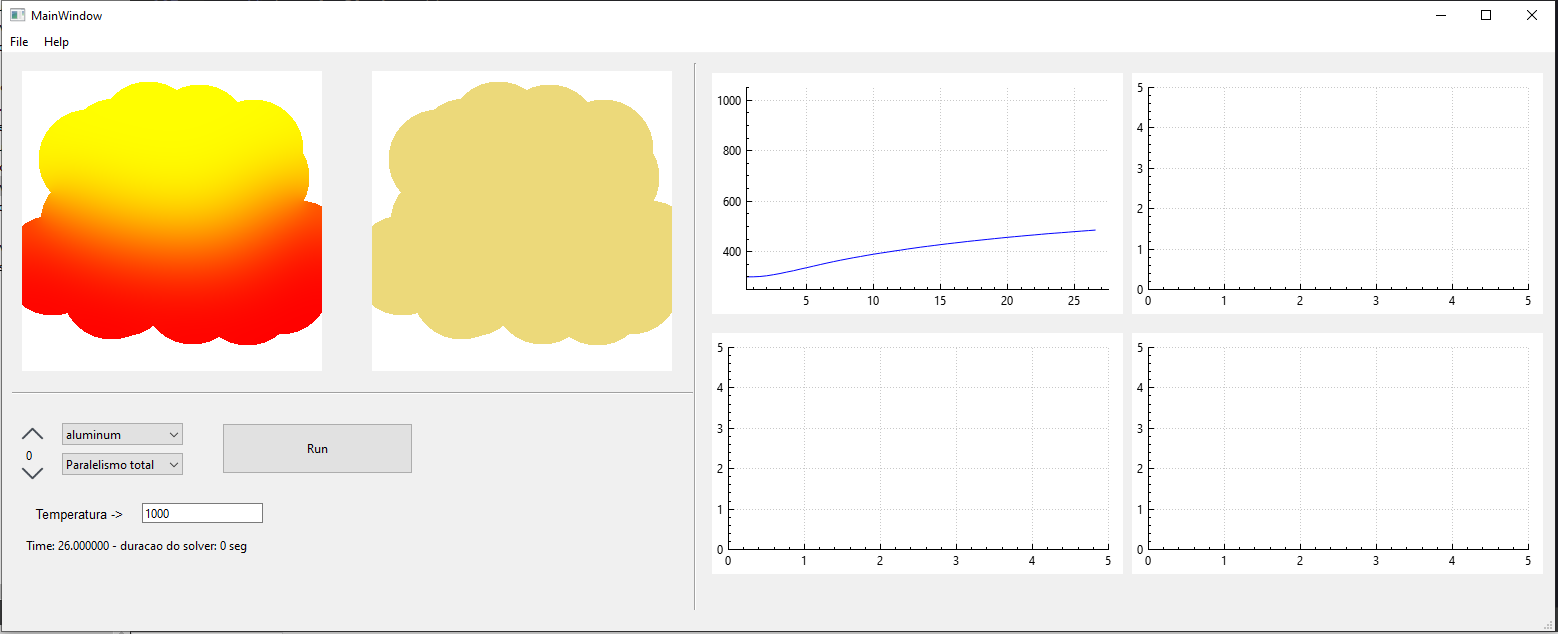 MainWindow
File Help
1000
800
600
400
5 10 15 20 25
5
4
3
2
1
0
0 1 2 3 4 5
5
4
3
2
1
0
0 1 2 3 4 5
5
4
3
2
1
0
0 1 2 3 4 5
aluminum
0
Paralelismo total
Run
Temperatura -> 1000
Time: 26.000000 - duracao do solver: 0 seg